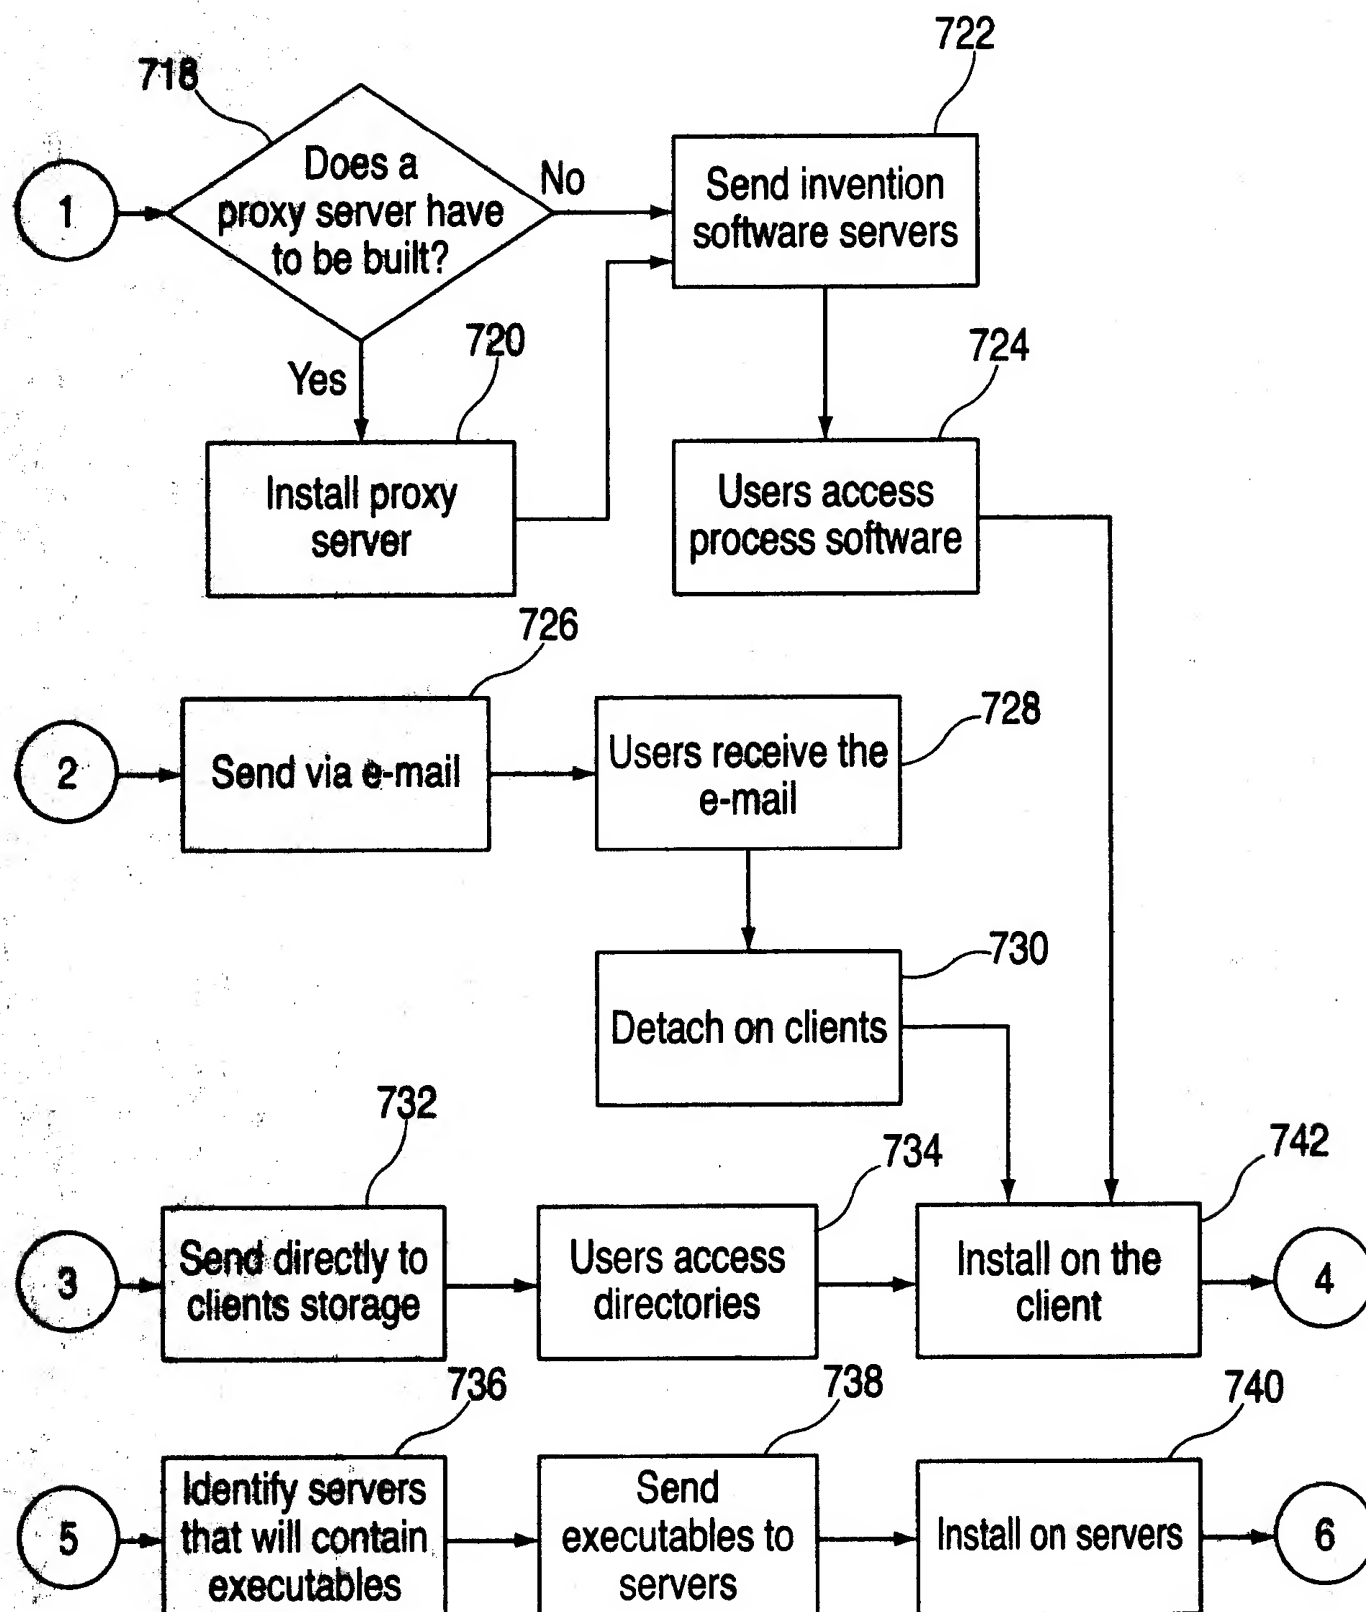 722
718
Does a
proxy server have
to be built?
No
Send invention
software servers
1
Yes
720
724
Install proxy
server
Users access
process software
726
728
2
Send via e-mail
Users receive the
e-mail
730
Detach on clients
732
734
742
3
Send directly to
clients storage
Users access
directories
Install on the
client
4
736
738
740
5
Identify servers
that will contain
executables
Send
executables to
servers
Install on servers
6